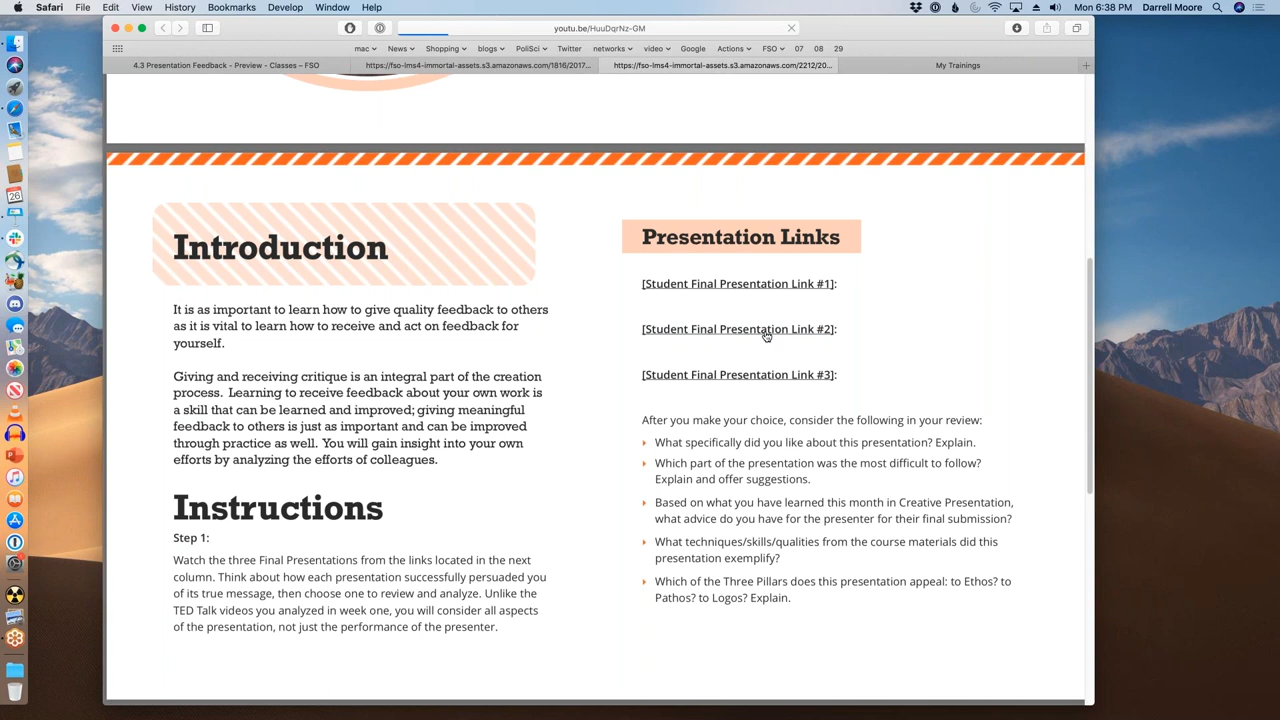 Safari File Edit View History Bookmarks Develop Window Help
Mon 6:38 PM Darrell Moore
youtu.be/HuuDqrNz-GM
mac News Shopping blogs PoliSci Twitter networks video Google Actions FSO 07 08 29
4.3 Presentation Feedback - Preview - Classes – FSO
https://fso-lms4-immortal-assets.s3.amazonaws.com/1816/2017...
https://fso-lms4-immortal-assets.s3.amazonaws.com/2212/20...
My Trainings
26
Introduction
It is as important to learn how to give quality feedback to others
as it is vital to learn how to receive and act on feedback for
yourself.
Giving and receiving critique is an integral part of the creation
process. Learning to receive feedback about your own work is
a skill that can be learned and improved; giving meaningful
feedback to others is just as important and can be improved
through practice as well. You will gain insight into your own
efforts by analyzing the efforts of colleagues.
Instructions
Step 1:
Watch the three Final Presentations from the links located in the next
column. Think about how each presentation successfully persuaded you
of its true message, then choose one to review and analyze. Unlike the
TED Talk videos you analyzed in week one, you will consider all aspects
of the presentation, not just the performance of the presenter.
Presentation Links
[Student Final Presentation Link #1]:
[Student Final Presentation Link #2]:
[Student Final Presentation Link #3]:
After you make your choice, consider the following in your review:
What specifically did you like about this presentation? Explain.
Which part of the presentation was the most difficult to follow?
Explain and offer suggestions.
Based on what you have learned this month in Creative Presentation,
what advice do you have for the presenter for their final submission?
What techniques/skills/qualities from the course materials did this
presentation exemplify?
Which of the Three Pillars does this presentation appeal: to Ethos? to
Pathos? to Logos? Explain.